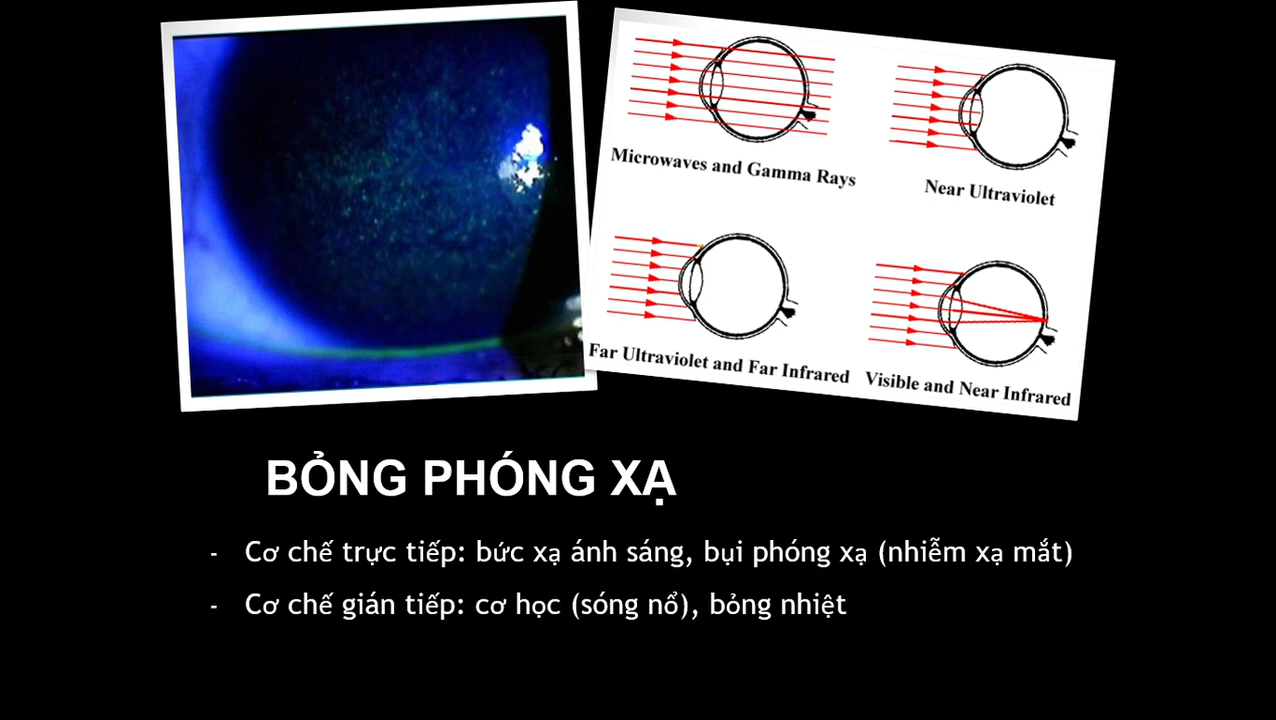 Microwaves and Gamma Rays
Near Ultraviolet
Far Ultraviolet and Far Infrared
Visible and Near Infrared
BỎNG PHÓNG XẠ
- Cơ chế trực tiếp: bức xạ ánh sáng, bụi phóng xạ (nhiễm xạ mắt)
- Cơ chế gián tiếp: cơ học (sóng nổ), bỏng nhiệt